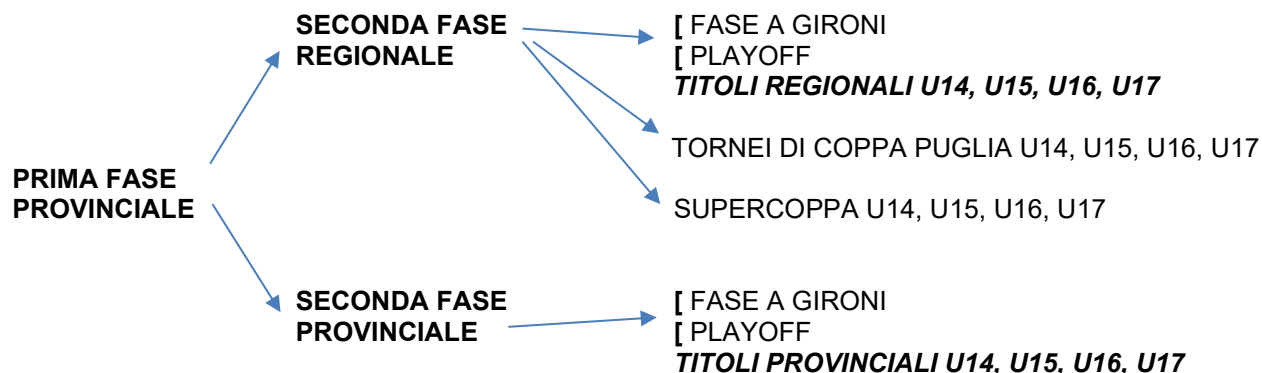 SECONDA FASE
REGIONALE
[ FASE A GIRONI
[ PLAYOFF
TITOLI REGIONALI U14, U15, U16, U17
TORNEI DI COPPA PUGLIA U14, U15, U16, U17
PRIMA FASE
PROVINCIALE
SUPERCOPPA U14, U15, U16, U17
SECONDA FASE
PROVINCIALE
[ FASE A GIRONI
[ PLAYOFF
TITOLI PROVINCIALI U14, U15, U16, U17